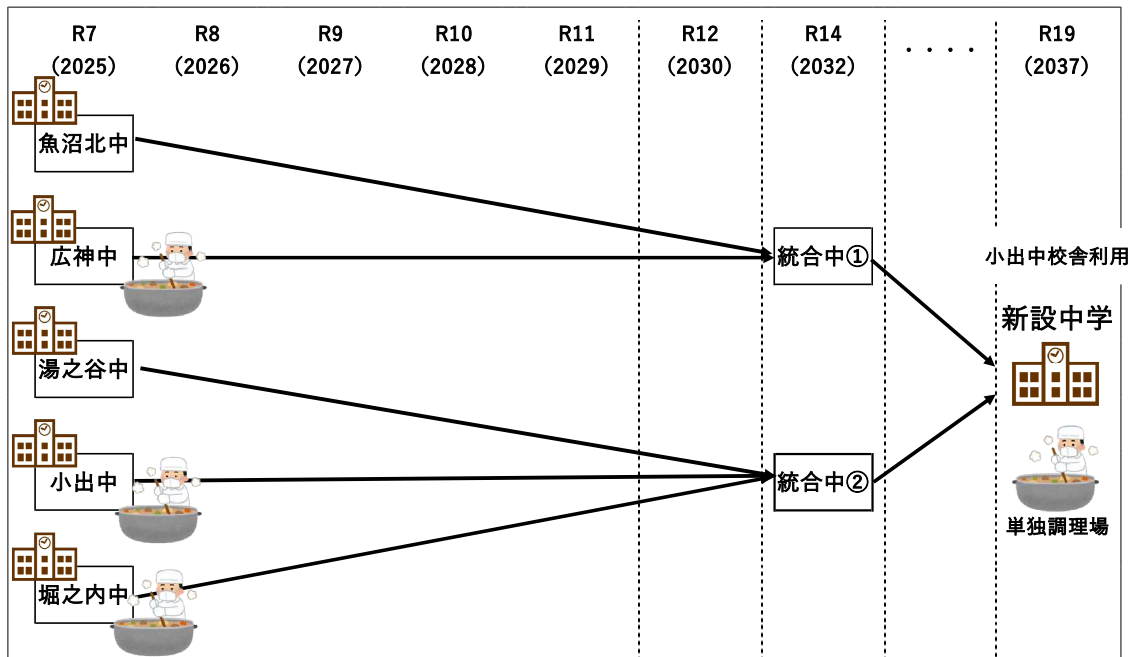 R7 R8 R9 R10 R11 R12 R14 ・・・・ R19
(2025) (2026) (2027) (2028) (2029) (2030) (2032) (2037)
魚沼北中
広神中
統合中①
小出中校舎利用
新設中学
湯之谷中
小出中
統合中②
単独調理場
堀之内中